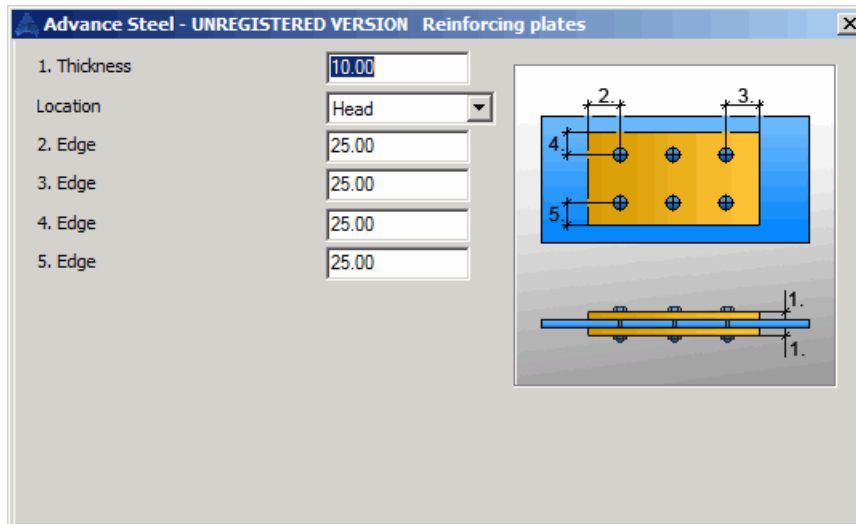 Advance Steel - UNREGISTERED VERSION Reinforcing plates
1. Thickness 10.00
Location Head
2. Edge 25.00
3. Edge 25.00
4. Edge 25.00
5. Edge 25.00
2. 3.
4.
5.
1.
1.